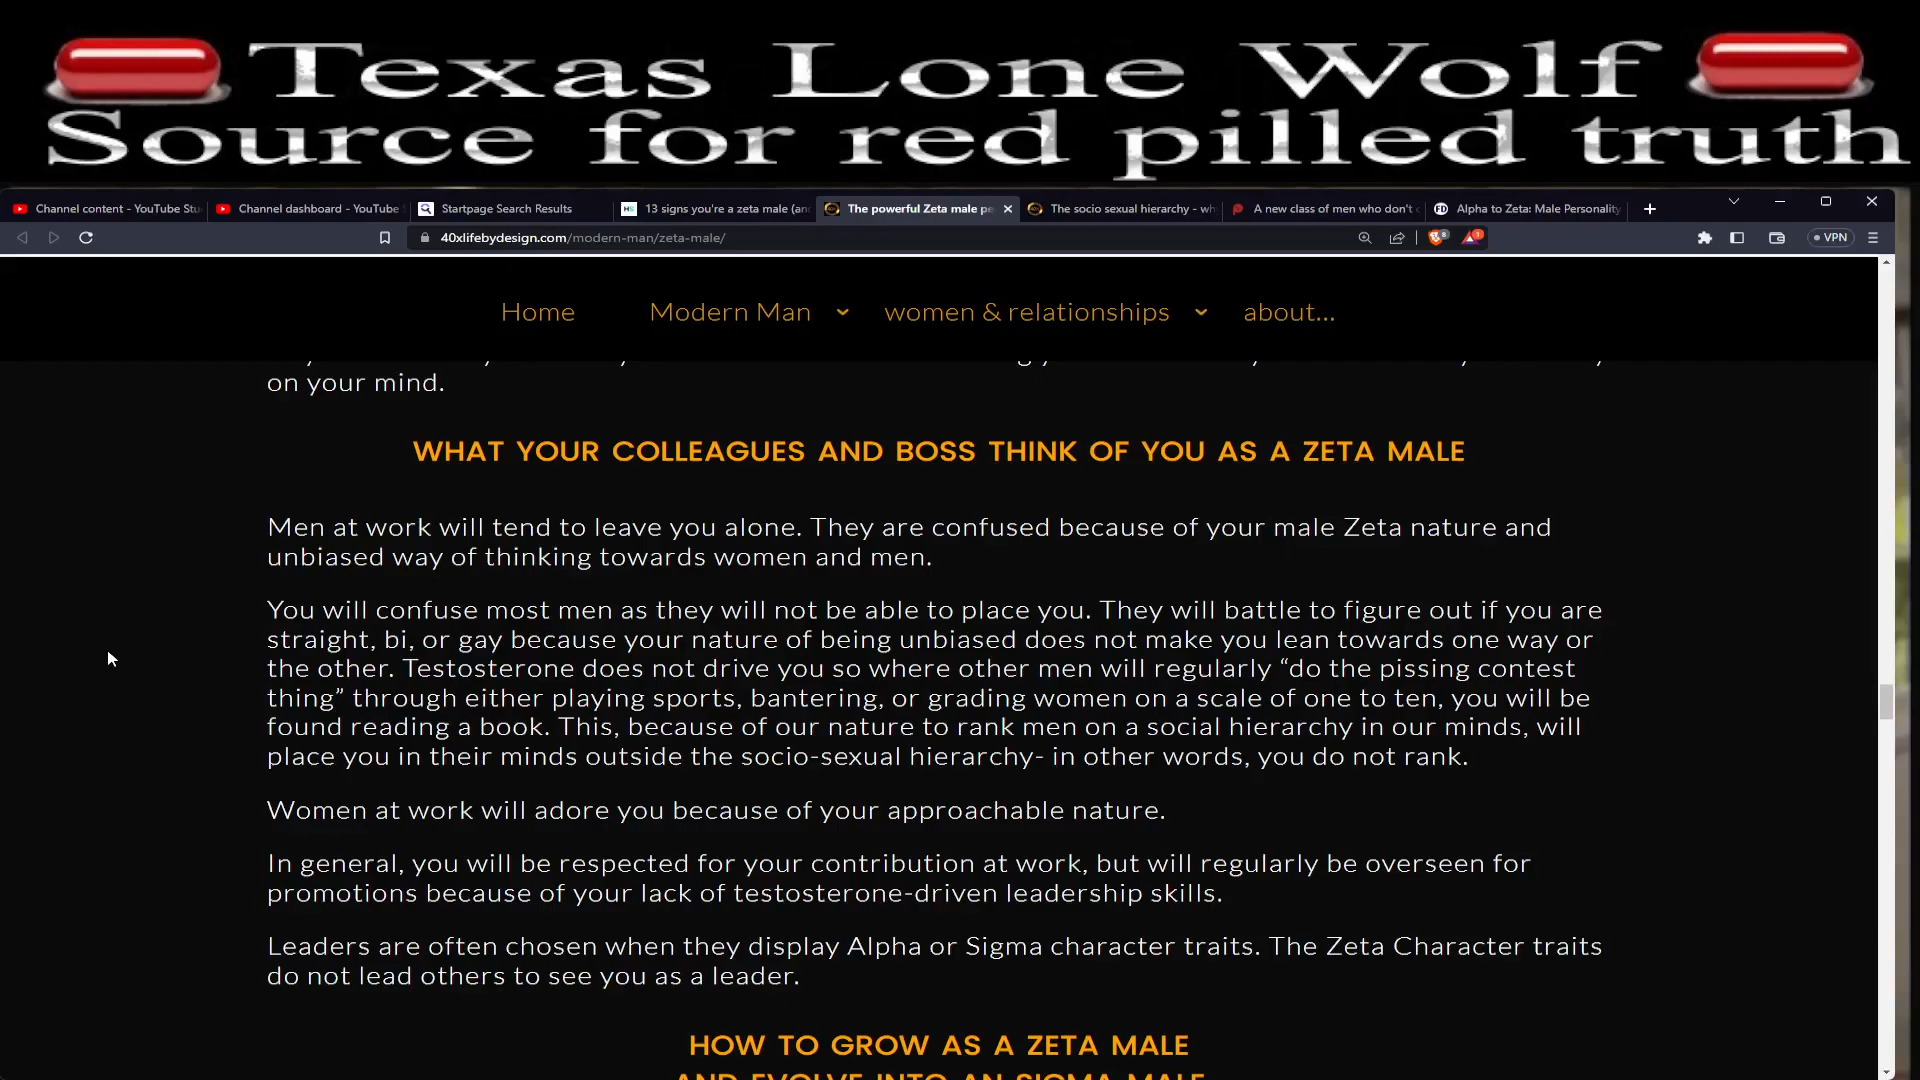 Texas Lone Wolf
Source for red pilled truth
Channel content - YouTube Stu
Channel dashboard - YouTube
Startpage Search Results
13 signs you're a zeta male (an
The powerful Zeta male pe
The socio sexual hierarchy - wh
A new class of men who don't
Alpha to Zeta: Male Personality
40xlifebydesign.com/modern-man/zeta-male/
8
1
VPN
Home
Modern Man
women & relationships
about...
on your mind.
WHAT YOUR COLLEAGUES AND BOSS THINK OF YOU AS A ZETA MALE
Men at work will tend to leave you alone. They are confused because of your male Zeta nature and
unbiased way of thinking towards women and men.
You will confuse most men as they will not be able to place you. They will battle to figure out if you are
straight, bi, or gay because your nature of being unbiased does not make you lean towards one way or
the other. Testosterone does not drive you so where other men will regularly “do the pissing contest
thing” through either playing sports, bantering, or grading women on a scale of one to ten, you will be
found reading a book. This, because of our nature to rank men on a social hierarchy in our minds, will
place you in their minds outside the socio-sexual hierarchy- in other words, you do not rank.
Women at work will adore you because of your approachable nature.
In general, you will be respected for your contribution at work, but will regularly be overseen for
promotions because of your lack of testosterone-driven leadership skills.
Leaders are often chosen when they display Alpha or Sigma character traits. The Zeta Character traits
do not lead others to see you as a leader.
HOW TO GROW AS A ZETA MALE
AND EVOLVE INTO AN SIGMA MALE